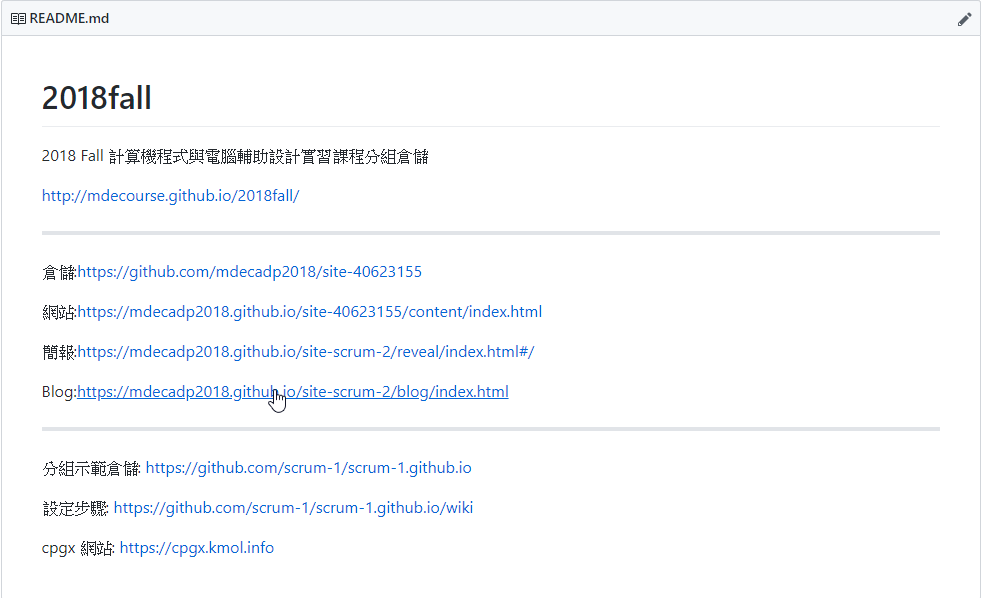 README.md
2018fall
2018 Fall 計算機程式與電腦輔助設計實習課程分組倉儲
http://mdecourse.github.io/2018fall/
倉儲:https://github.com/mdecadp2018/site-40623155
網站:https://mdecadp2018.github.io/site-40623155/content/index.html
簡報:https://mdecadp2018.github.io/site-scrum-2/reveal/index.html#/
Blog:https://mdecadp2018.github.io/site-scrum-2/blog/index.html
分組示範倉儲: https://github.com/scrum-1/scrum-1.github.io
設定步驟: https://github.com/scrum-1/scrum-1.github.io/wiki
cpgx 網站: https://cpgx.kmol.info